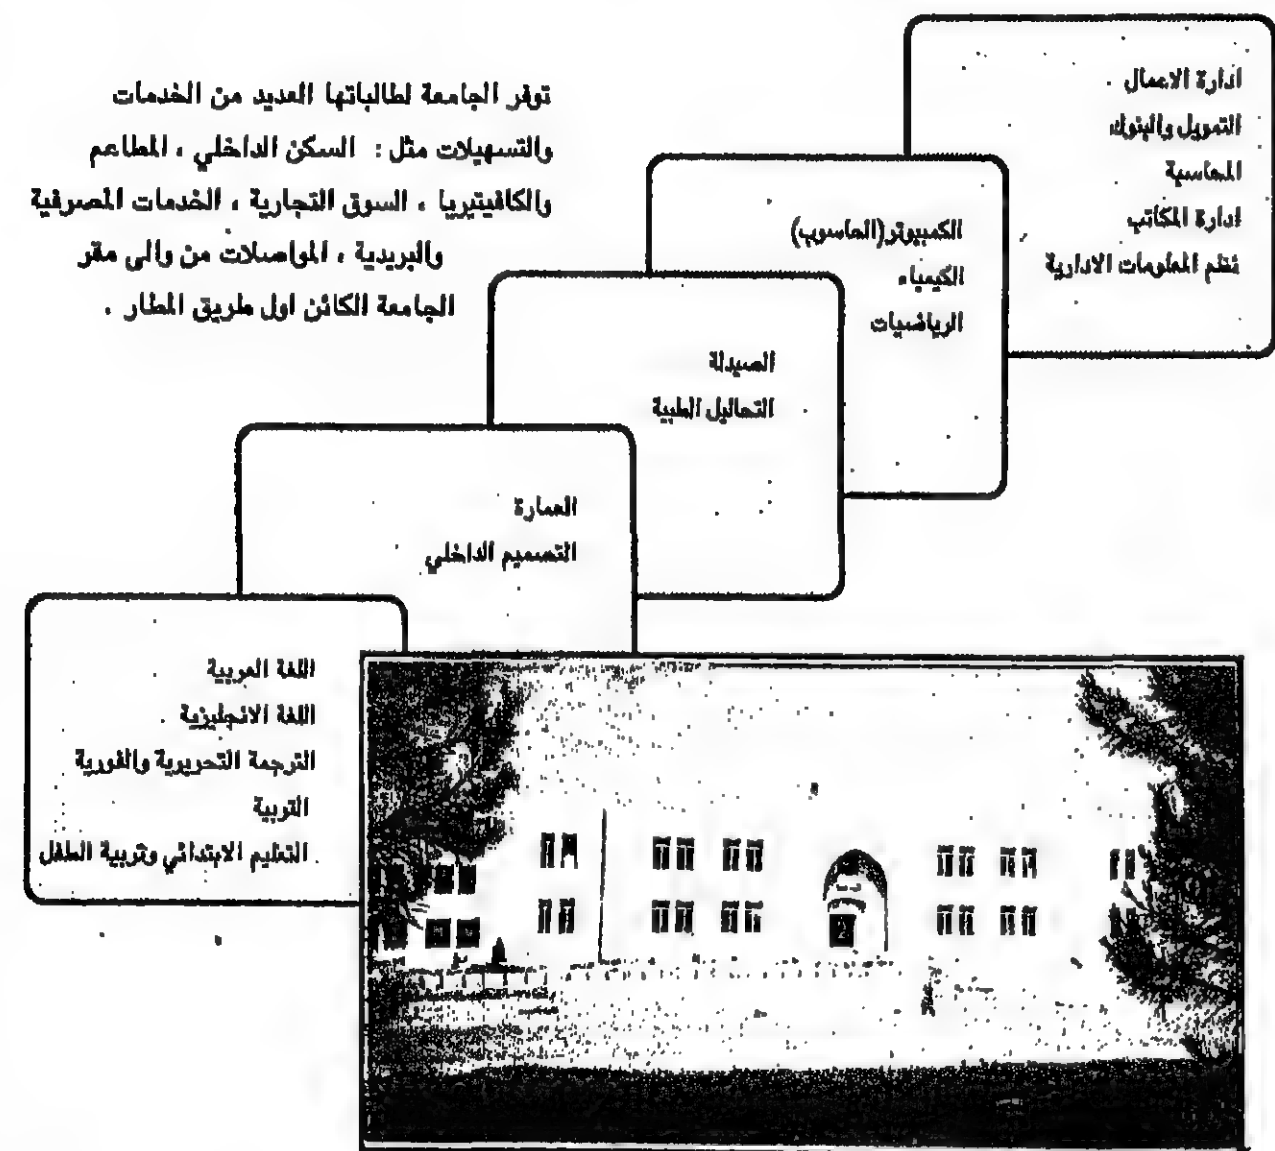 توفر الجامعة لطالباتها العديد من الخدمات
والتسهيلات مثل : السكن الداخلي ، المطاعم
والكافيتيريا ، السوق التجارية ، الخدمات المصرفية
والبريدية ، المواصلات من والى مقر
الجامعة الكائن اول طريق المطار .
ادارة الاعمال
التمويل والبنوك
المحاسبة
ادارة المكاتب
نظم المعلومات الادارية
الكمبيوتر(الحاسوب)
الكيمياء
الرياضيات
الصيدلة
التحاليل الطبية
العمارة
التصميم الداخلي
اللغة العربية
اللغة الانجليزية
الترجمة التحريرية والفورية
التربية
التعليم الابتدائي وتربية الطفل